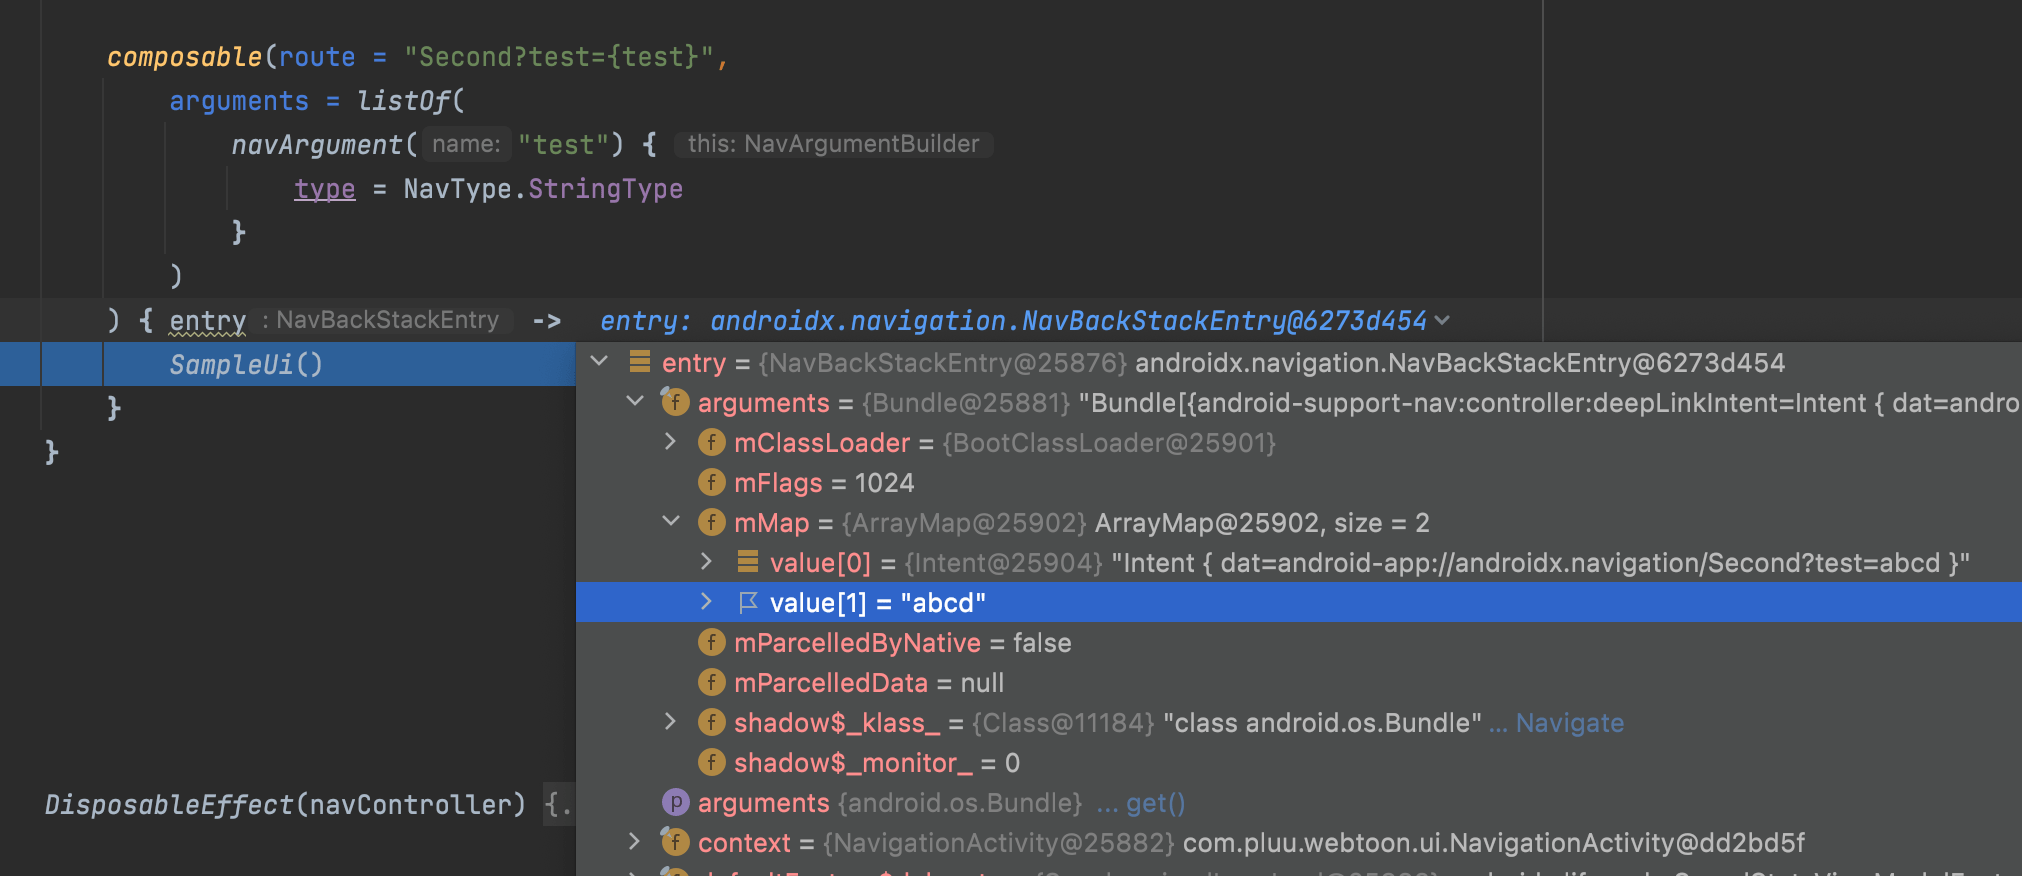 composable(route = "Second?test={test}",
arguments = listOf(
navArgument( name: "test") { this: NavArgumentBuilder
type = NavType.StringType
}
)
) { entry : NavBackStackEntry -> entry: androidx.navigation.NavBackStackEntry@6273d454
SampleUi()
}
}
DisposableEffect(navController) {.
entry = {NavBackStackEntry@25876} androidx.navigation.NavBackStackEntry@6273d454
arguments = {Bundle@25881} "Bundle[{android-support-nav:controller:deepLinkIntent=Intent { dat=andro
mClassLoader = {BootClassLoader@25901}
mFlags = 1024
mMap = {ArrayMap@25902} ArrayMap@25902, size = 2
value[0] = {Intent@25904} "Intent { dat=android-app://androidx.navigation/Second?test=abcd }"
value[1] = "abcd"
mParcelledByNative = false
mParcelledData = null
shadow$_klass_ = {Class@11184} "class android.os.Bundle" ... Navigate
shadow$_monitor_ = 0
arguments {android.os.Bundle} ... get()
context = {NavigationActivity@25882} com.pluu.webtoon.ui.NavigationActivity@dd2bd5f